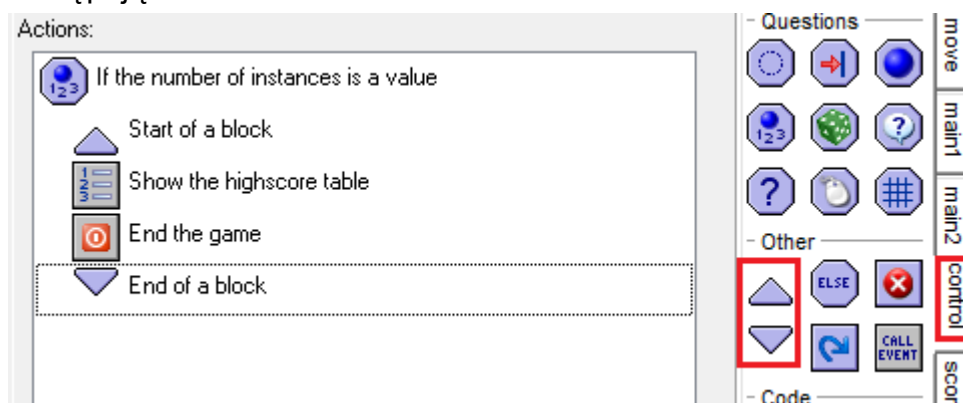 Actions:
If the number of instances is a value
Start of a block
Show the highscore table
End the game
End of a block
Questions
Other
ELSE
CALL
EVENT
Code
move
main1
main2
control
scor